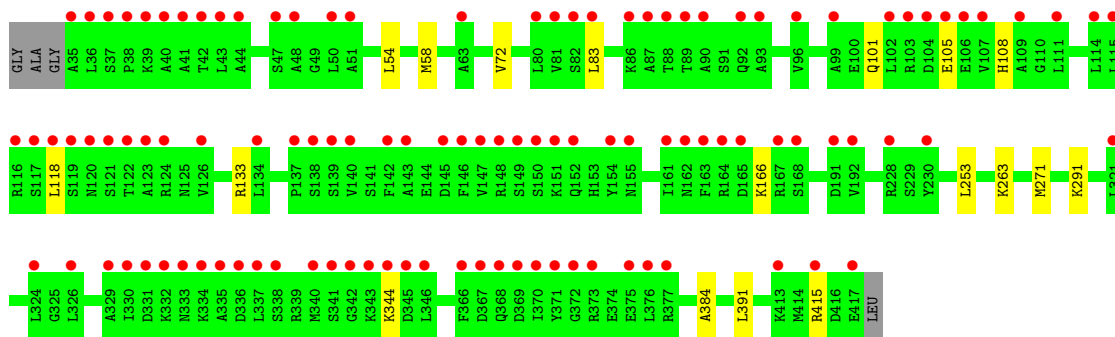 GLY ALA GLY A35 L36 S37 P38 K39 A40 A41 T42 L43 A44 S47 A48 G49 L50 A51 L54 M58 A63 V72 L80 V81 S82 L83 K86 A87 T88 T89 A90 S91 Q92 A93 V96 A99 E100 Q101 L102 R103 D104 E105 E106 V107 H108 A109 G110 L111 L114 L115
R116 S117 L118 S119 N120 S121 T122 A123 R124 N125 V126 R133 L134 P137 S138 S139 V140 S141 F142 A143 E144 D145 F146 V147 R148 S149 S150 K151 Q152 H153 Y154 N155 I161 N162 F163 R164 D165 K166 R167 S168 D191 V192 R228 S229 Y230 L253 K263 M271 K291 L321
L324 G325 L326 A329 I330 D331 K332 N333 K334 A335 D336 L337 S338 R339 M340 S341 G342 K343 K344 D345 L346 F366 D367 Q368 D369 I370 Y371 G372 R373 E374 E375 L376 R377 A384 L391 K413 M414 R415 D416 E417 LEU